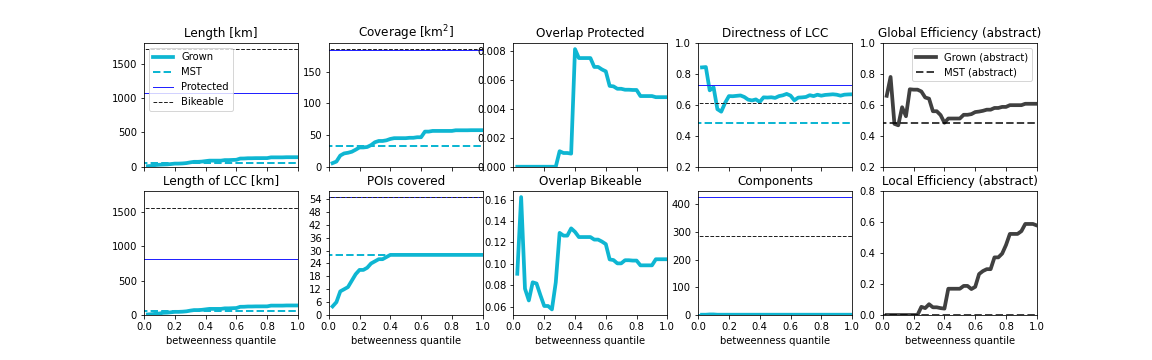 Length [km]
Coverage [km²]
Overlap Protected
Directness of LCC
Global Efficiency (abstract)
1500
1000
500
0
Grown
MST
Protected
Bikeable
150
100
50
0
0.008
0.006
0.004
0.002
0.000
1.0
0.8
0.6
0.4
0.2
1.0
0.8
0.6
0.4
0.2
Grown (abstract)
MST (abstract)
Length of LCC [km]
POIs covered
Overlap Bikeable
Components
Local Efficiency (abstract)
1500
1000
500
0
54
48
42
36
30
24
18
12
6
0
0.16
0.14
0.12
0.10
0.08
0.06
400
300
200
100
0
0.8
0.6
0.4
0.2
0.0
0.0 0.2 0.4 0.6 0.8 1.0
0.0 0.2 0.4 0.6 0.8 1.0
0.0 0.2 0.4 0.6 0.8 1.0
0.0 0.2 0.4 0.6 0.8 1.0
0.0 0.2 0.4 0.6 0.8 1.0
betweenness quantile
betweenness quantile
betweenness quantile
betweenness quantile
betweenness quantile